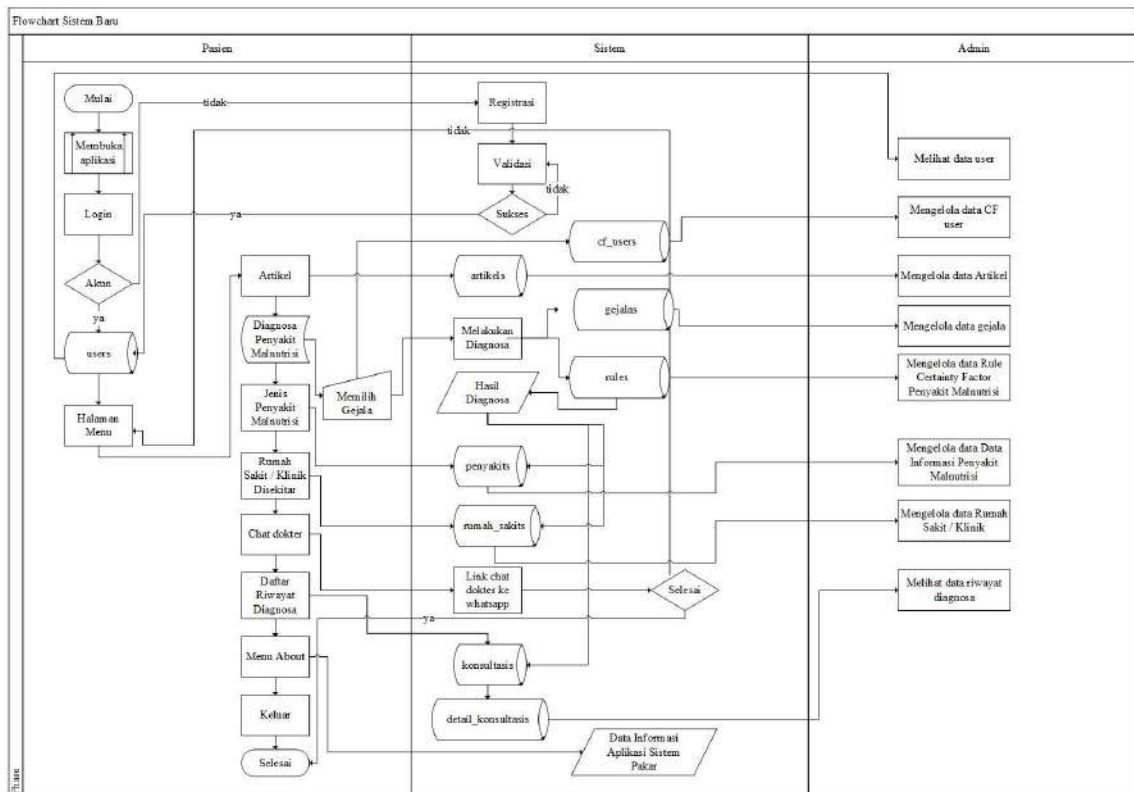 Flowchart Sistem Baru
Pasien
Sistem
Admin
Phase
Mulai
Membuka
aplikasi
Login
Akun
tidak
ya
users
Halaman
Menu
Artikel
Diagnosa
Penyakit
Malnutrisi
Jenis
Penyakit
Malnutrisi
Rumah
Sakit / Klinik
Disekitar
Chat dokter
Daftar
Riwayat
Diagnosa
Menu About
Keluar
Selesai
Memilih
Gejala
Registrasi
Validasi
Sukses
tidak
ya
tidak
cf_users
artikels
gejalas
Melakukan
Diagnosa
rules
Hasil
Diagnosa
penyakits
rumah_sakits
Link chat
dokter ke
whatsapp
Selesai
ya
konsultasis
detail_konsultasis
Data Informasi
Aplikasi Sistem
Pakar
Melihat data user
Mengelola data CF
user
Mengelola data Artikel
Mengelola data gejala
Mengelola data Rule
Certainty Factor
Penyakit Malnutrisi
Mengelola data Data
Informasi Penyakit
Malnutrisi
Mengelola data Rumah
Sakit / Klinik
Melihat data riwayat
diagnosa